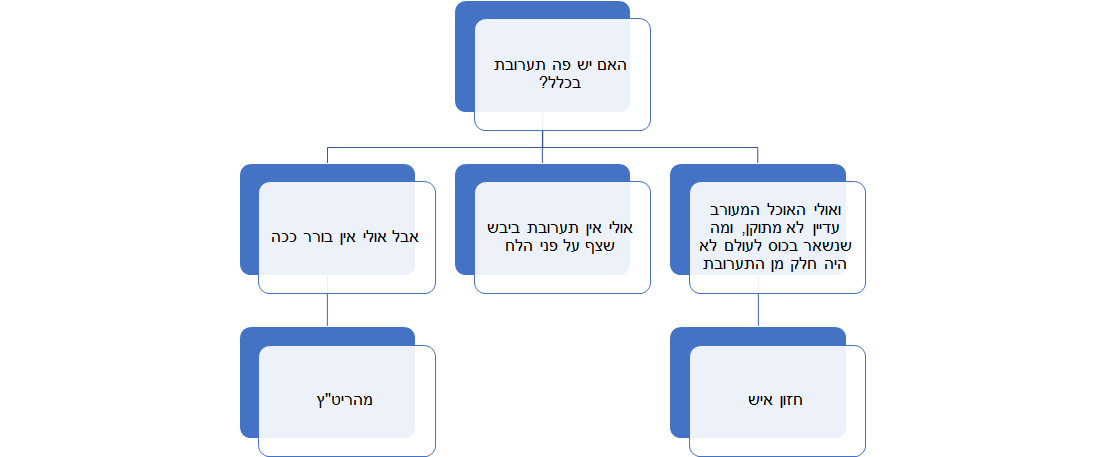 האם יש פה תערובת
בכלל?
ואולי האוכל המעורב
עדיין לא מתוקן, ומה
שנשאר בכוס לעולם לא
היה חלק מן התערובת
אולי אין תערובת ביבש
שצף על פני הלח
אבל אולי אין בורר ככה
חזון איש
מהריט"ץ